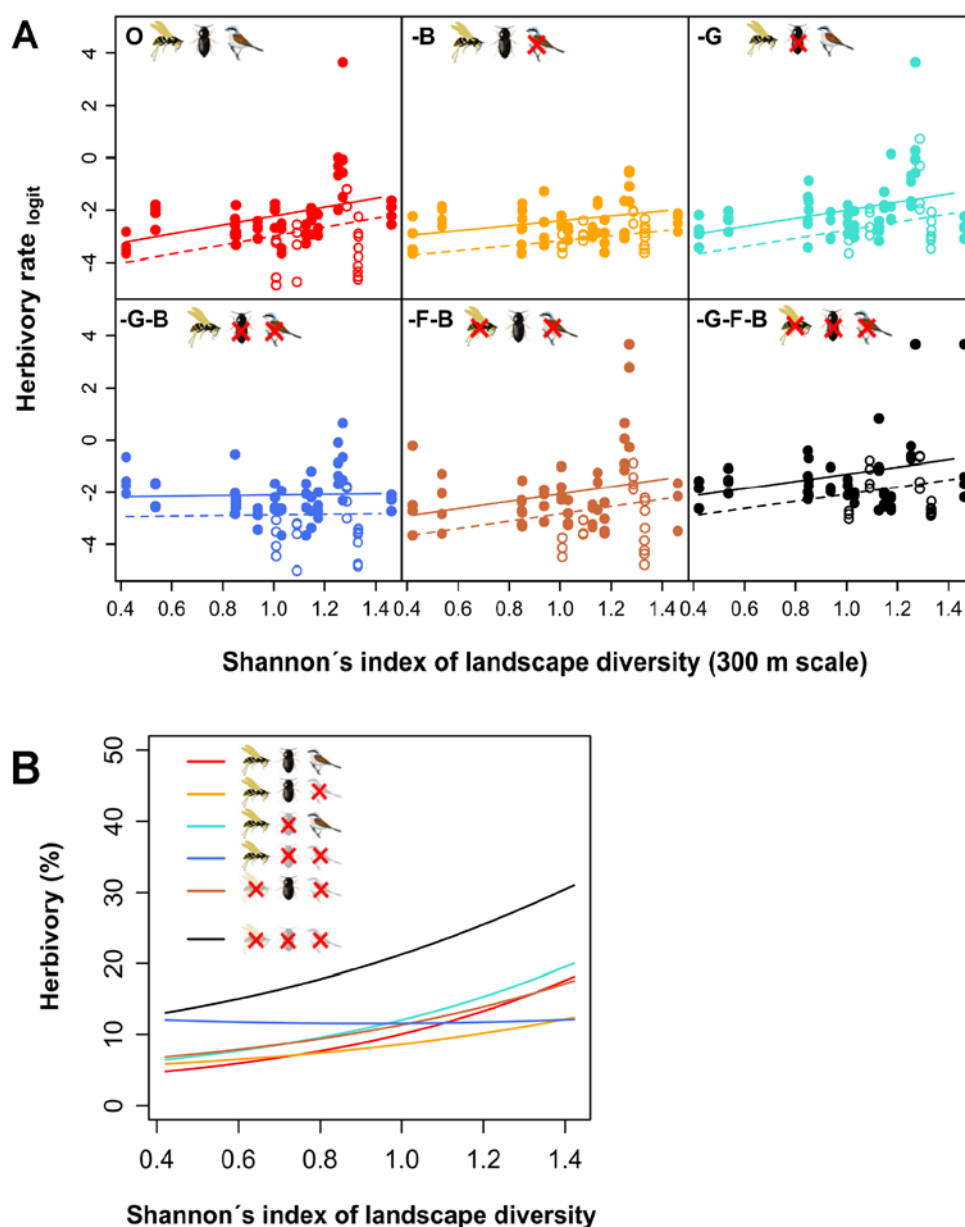 A
O
-B
-G
4
2
0
-2
-4
Herbivory rate logit
-G-B
-F-B
-G-F-B
4
2
0
-2
-4
0.4 0.6 0.8 1.0 1.2 1.4 0.4 0.6 0.8 1.0 1.2 1.4 0.4 0.6 0.8 1.0 1.2 1.4
Shannon´s index of landscape diversity (300 m scale)
B
50
40
30
20
10
0
Herbivory (%)
0.4 0.6 0.8 1.0 1.2 1.4
Shannon´s index of landscape diversity